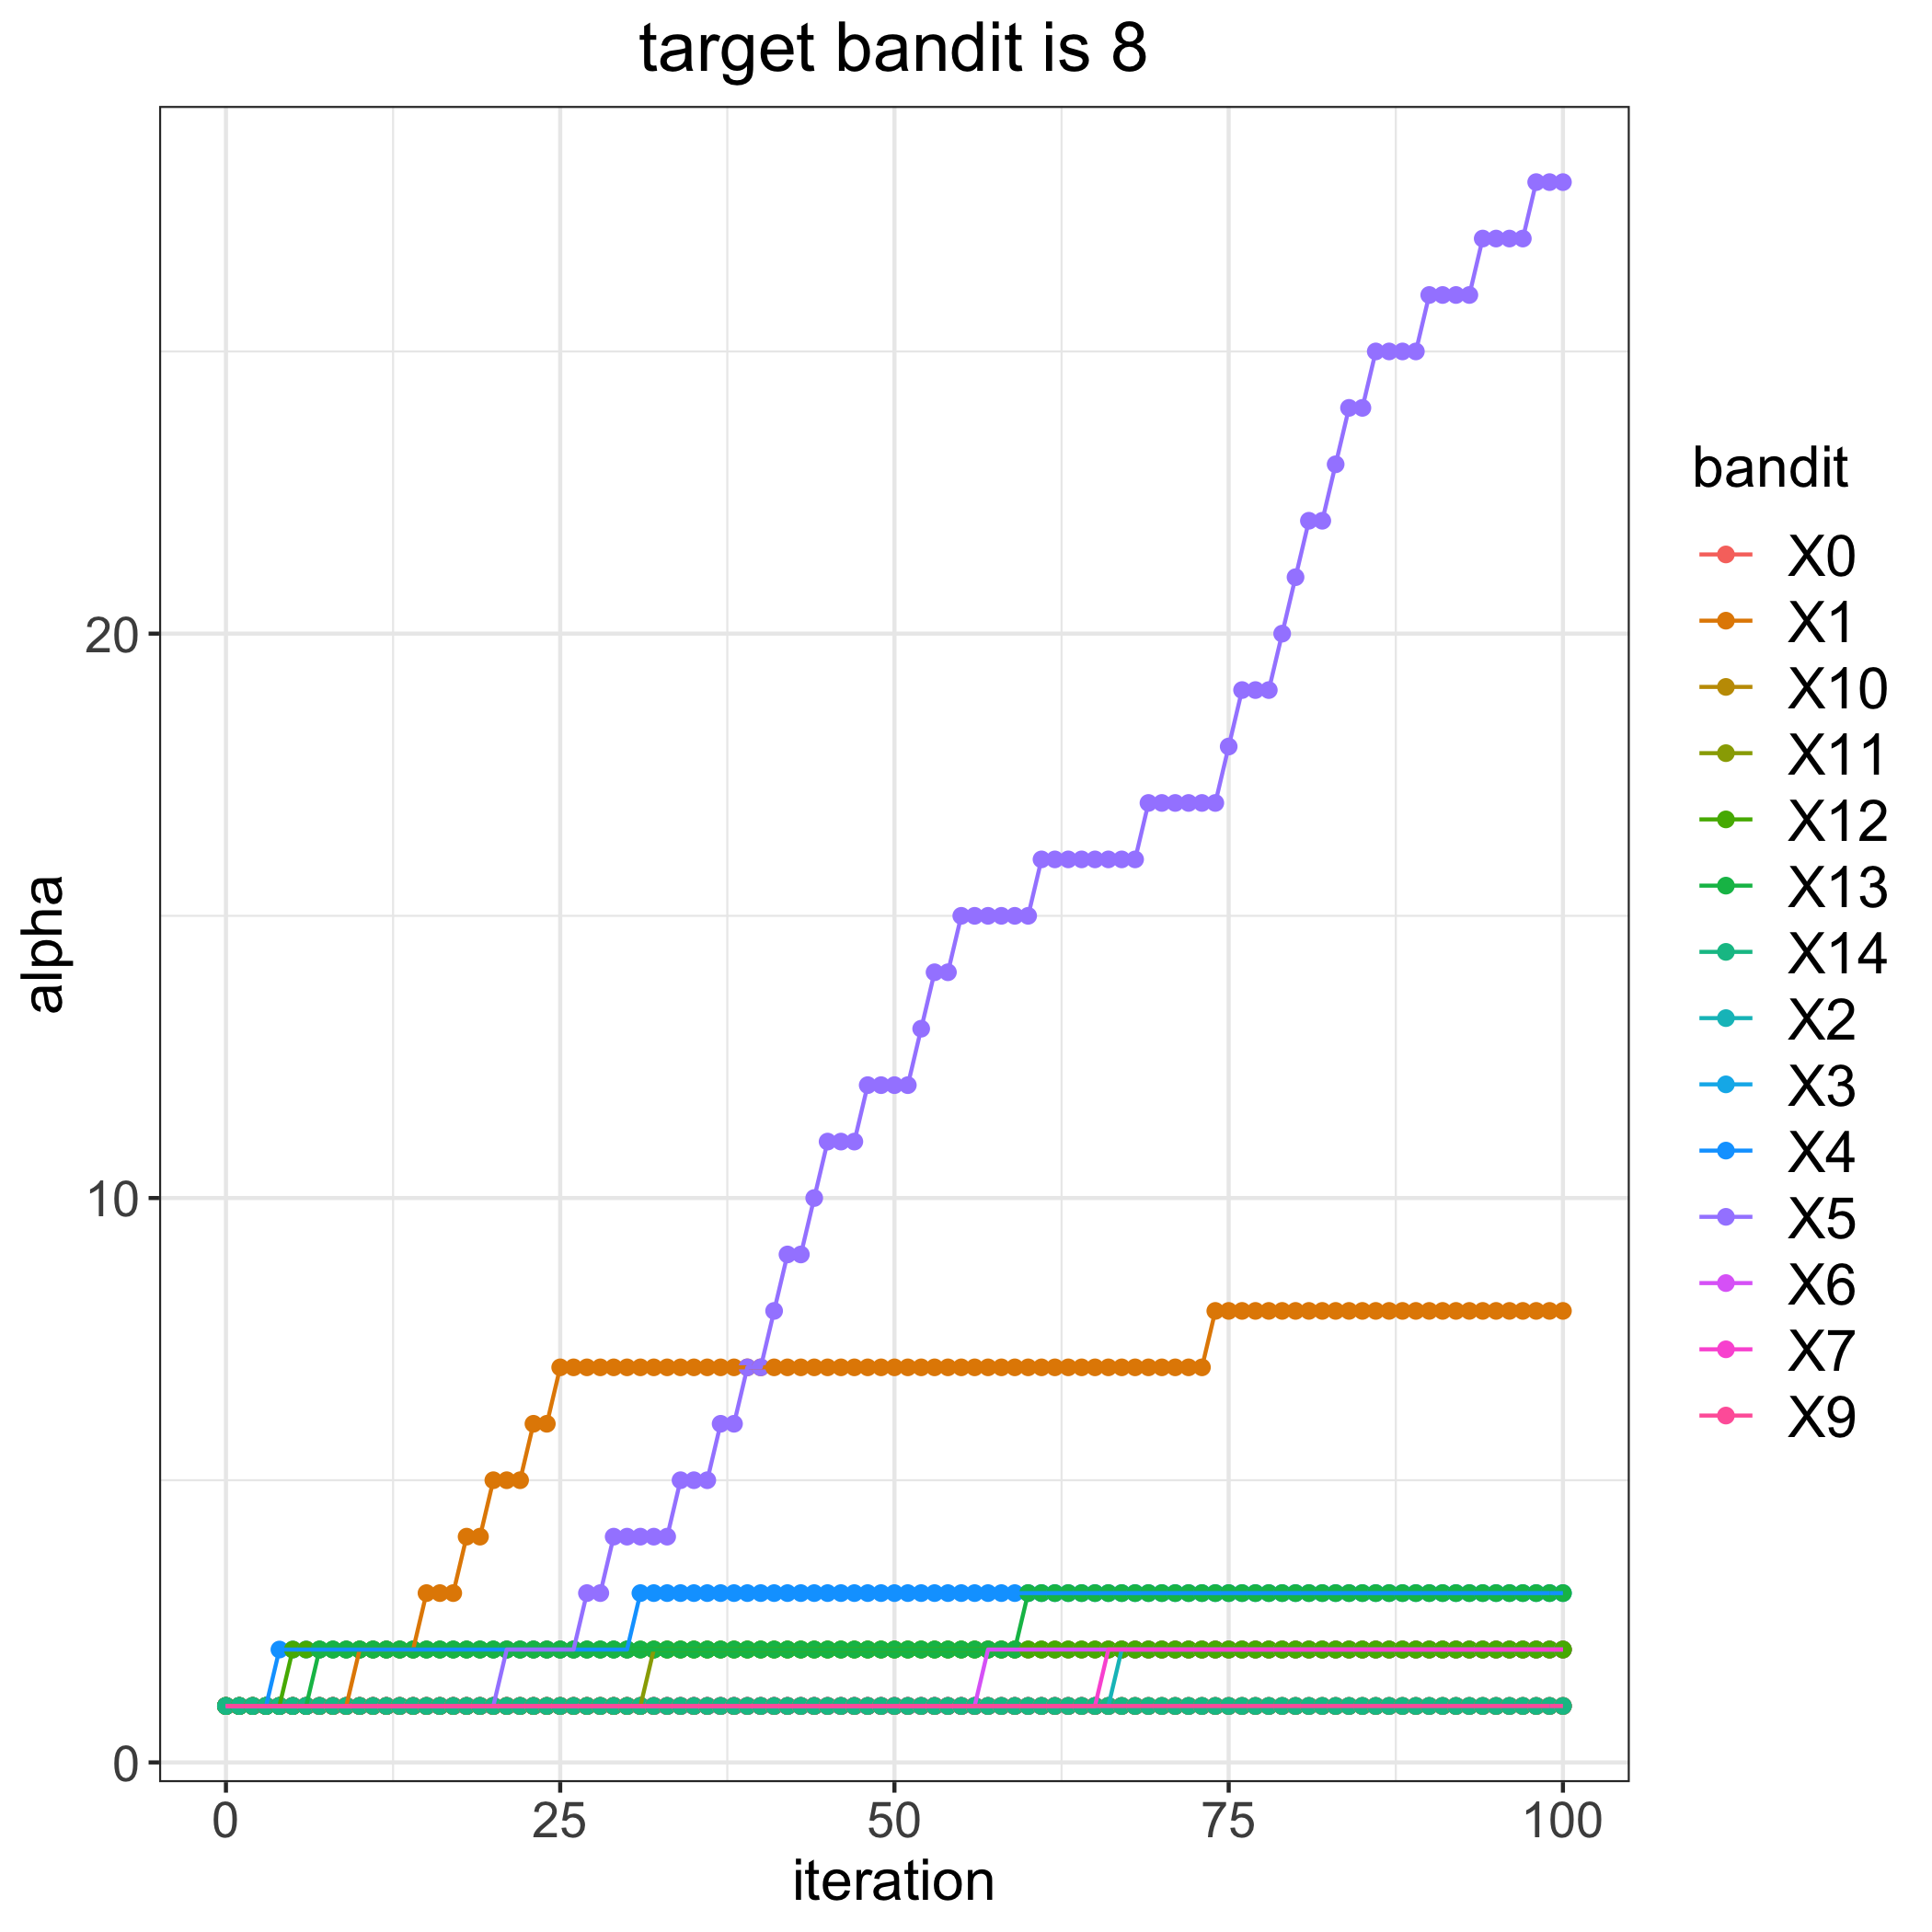 target bandit is 8
alpha
20
10
0
0 25 50 75 100
iteration
bandit
X0
X1
X10
X11
X12
X13
X14
X2
X3
X4
X5
X6
X7
X9